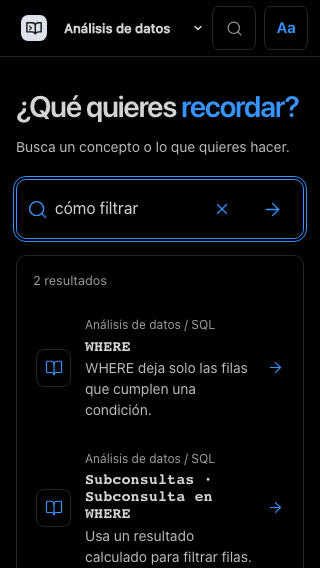 Análisis de datos
Aa
¿Qué quieres recordar?
Busca un concepto o lo que quieres hacer.
cómo filtrar
2 resultados
Análisis de datos / SQL
WHERE
WHERE deja solo las filas
que cumplen una
condición.
Análisis de datos / SQL
Subconsultas ·
Subconsulta en
WHERE
Usa un resultado
calculado para filtrar filas.